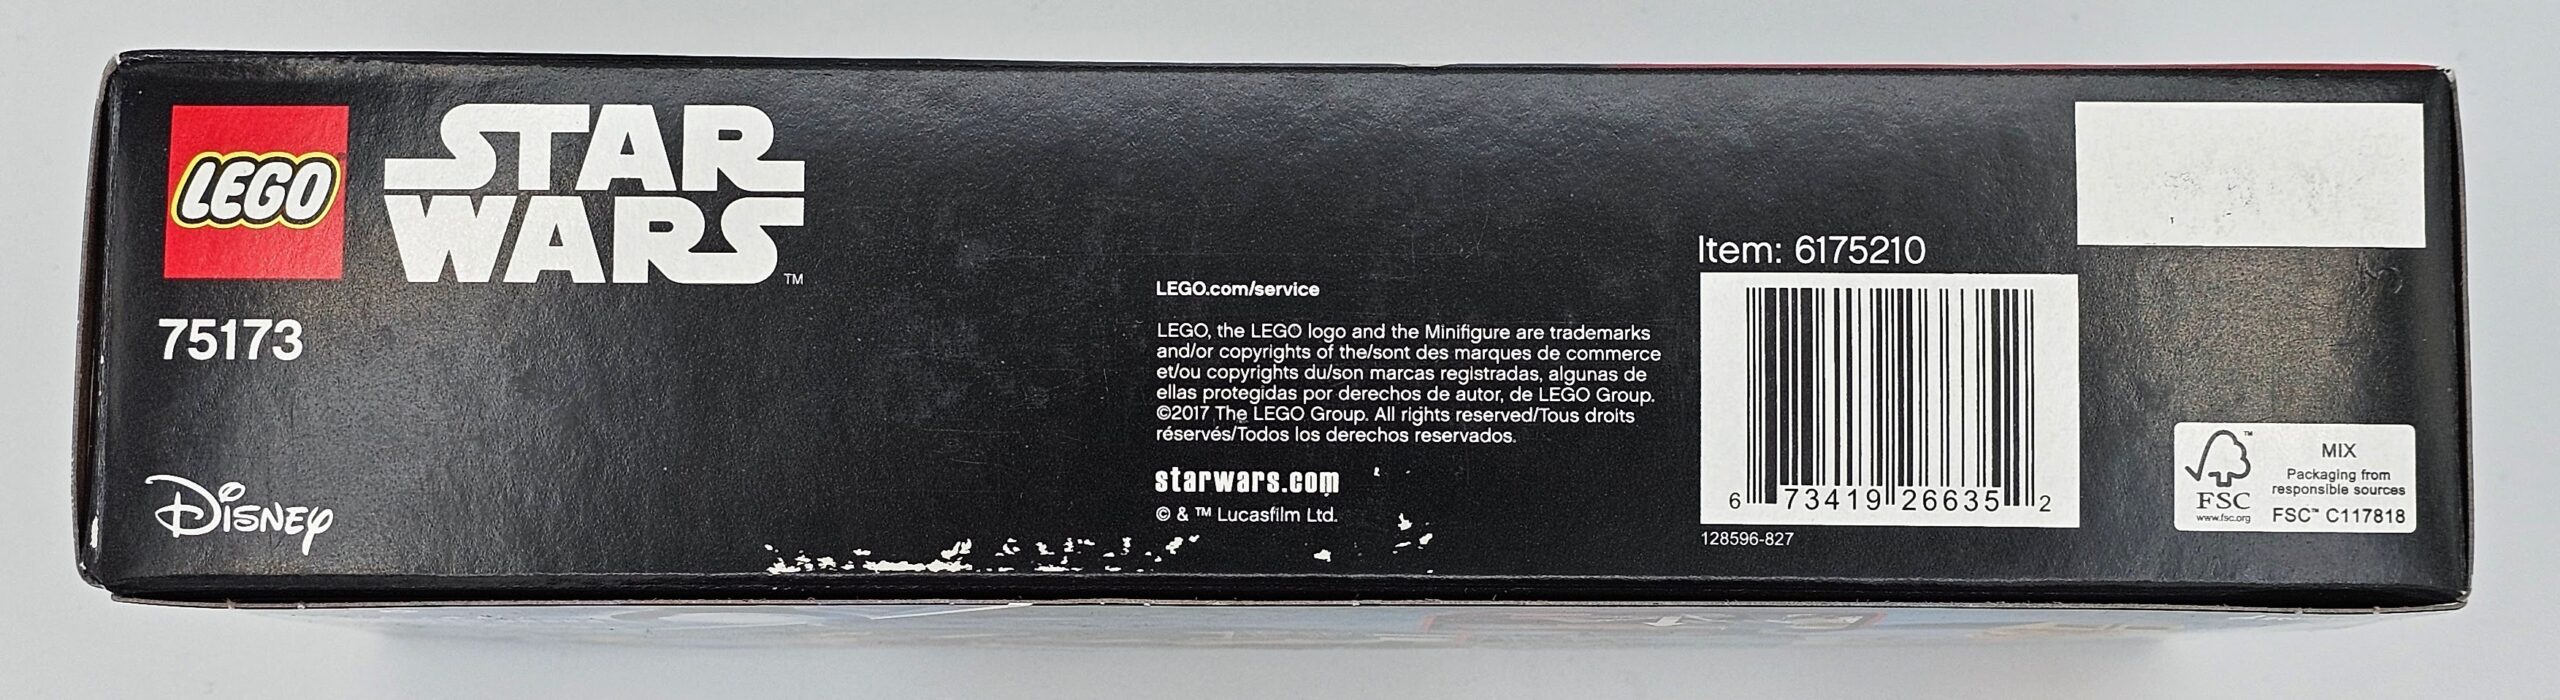 LEGO
STAR
WARS™
75173
Disney
LEGO.com/service
LEGO, the LEGO logo and the Minifigure are trademarks
and/or copyrights of the/sont des marques de commerce
et/ou copyrights du/son marcas registradas, algunas de
ellas protegidas por derechos de autor, de LEGO Group.
©2017 The LEGO Group. All rights reserved/Tous droits
réservés/Todos los derechos reservados.
starwars.com
© & ™ Lucasfilm Ltd.
Item: 6175210
6 73419 26635 2
128596-827
FSC™
www.fsc.org
MIX
Packaging from
responsible sources
FSC™ C117818